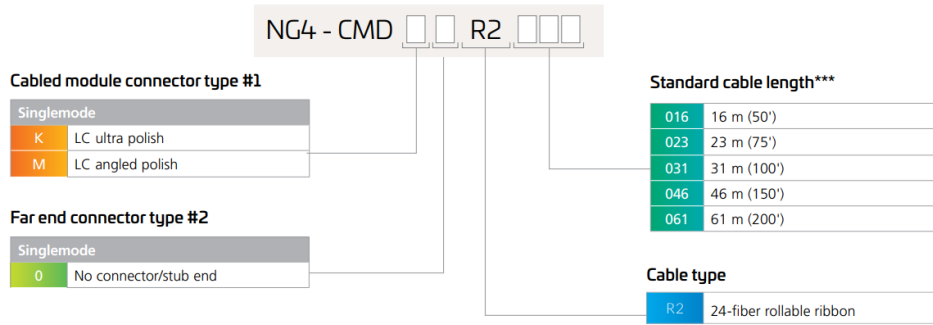 NG4 - CMD □ □ R2 □□□
Cabled module connector type #1
Singlemode
K LC ultra polish
M LC angled polish
Far end connector type #2
Singlemode
0 No connector/stub end
Standard cable length***
016 16 m (50')
023 23 m (75')
031 31 m (100')
046 46 m (150')
061 61 m (200')
Cable type
R2 24-fiber rollable ribbon